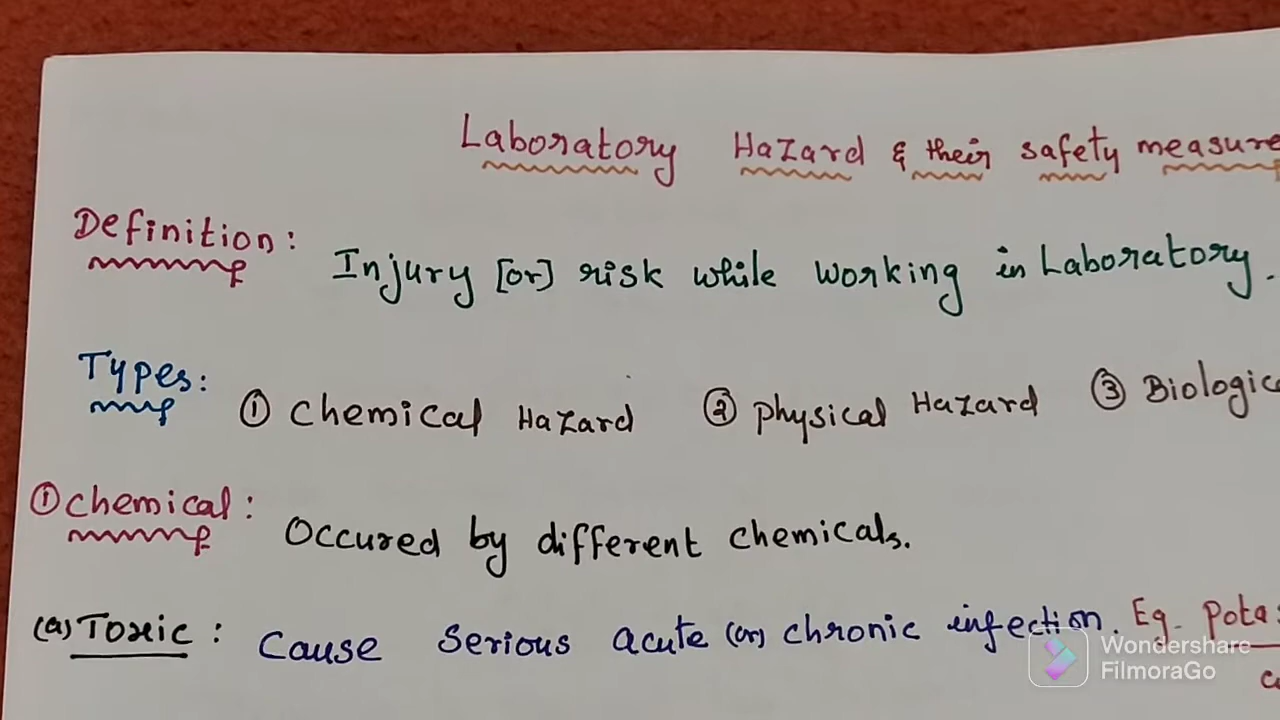 Laboratory Hazard & their safety measure
Definition:
Injury [or] risk while working in Laboratory.
Types:
① Chemical Hazard ② Physical Hazard ③ Biologic
① Chemical:
Occured by different chemicals.
(a) Toxic: Cause Serious acute (or) chronic infection. Eg. Pota
Wondershare
FilmoraGo